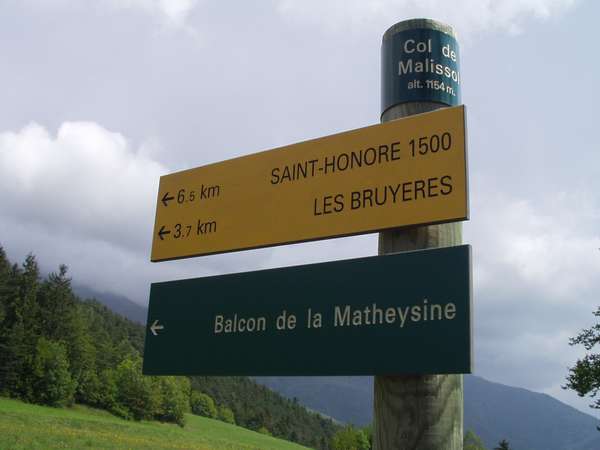 Col de
Malissol
alt. 1154 m.
← 6.5 km SAINT-HONORE 1500
← 3.7 km LES BRUYERES
← Balcon de la Matheysine